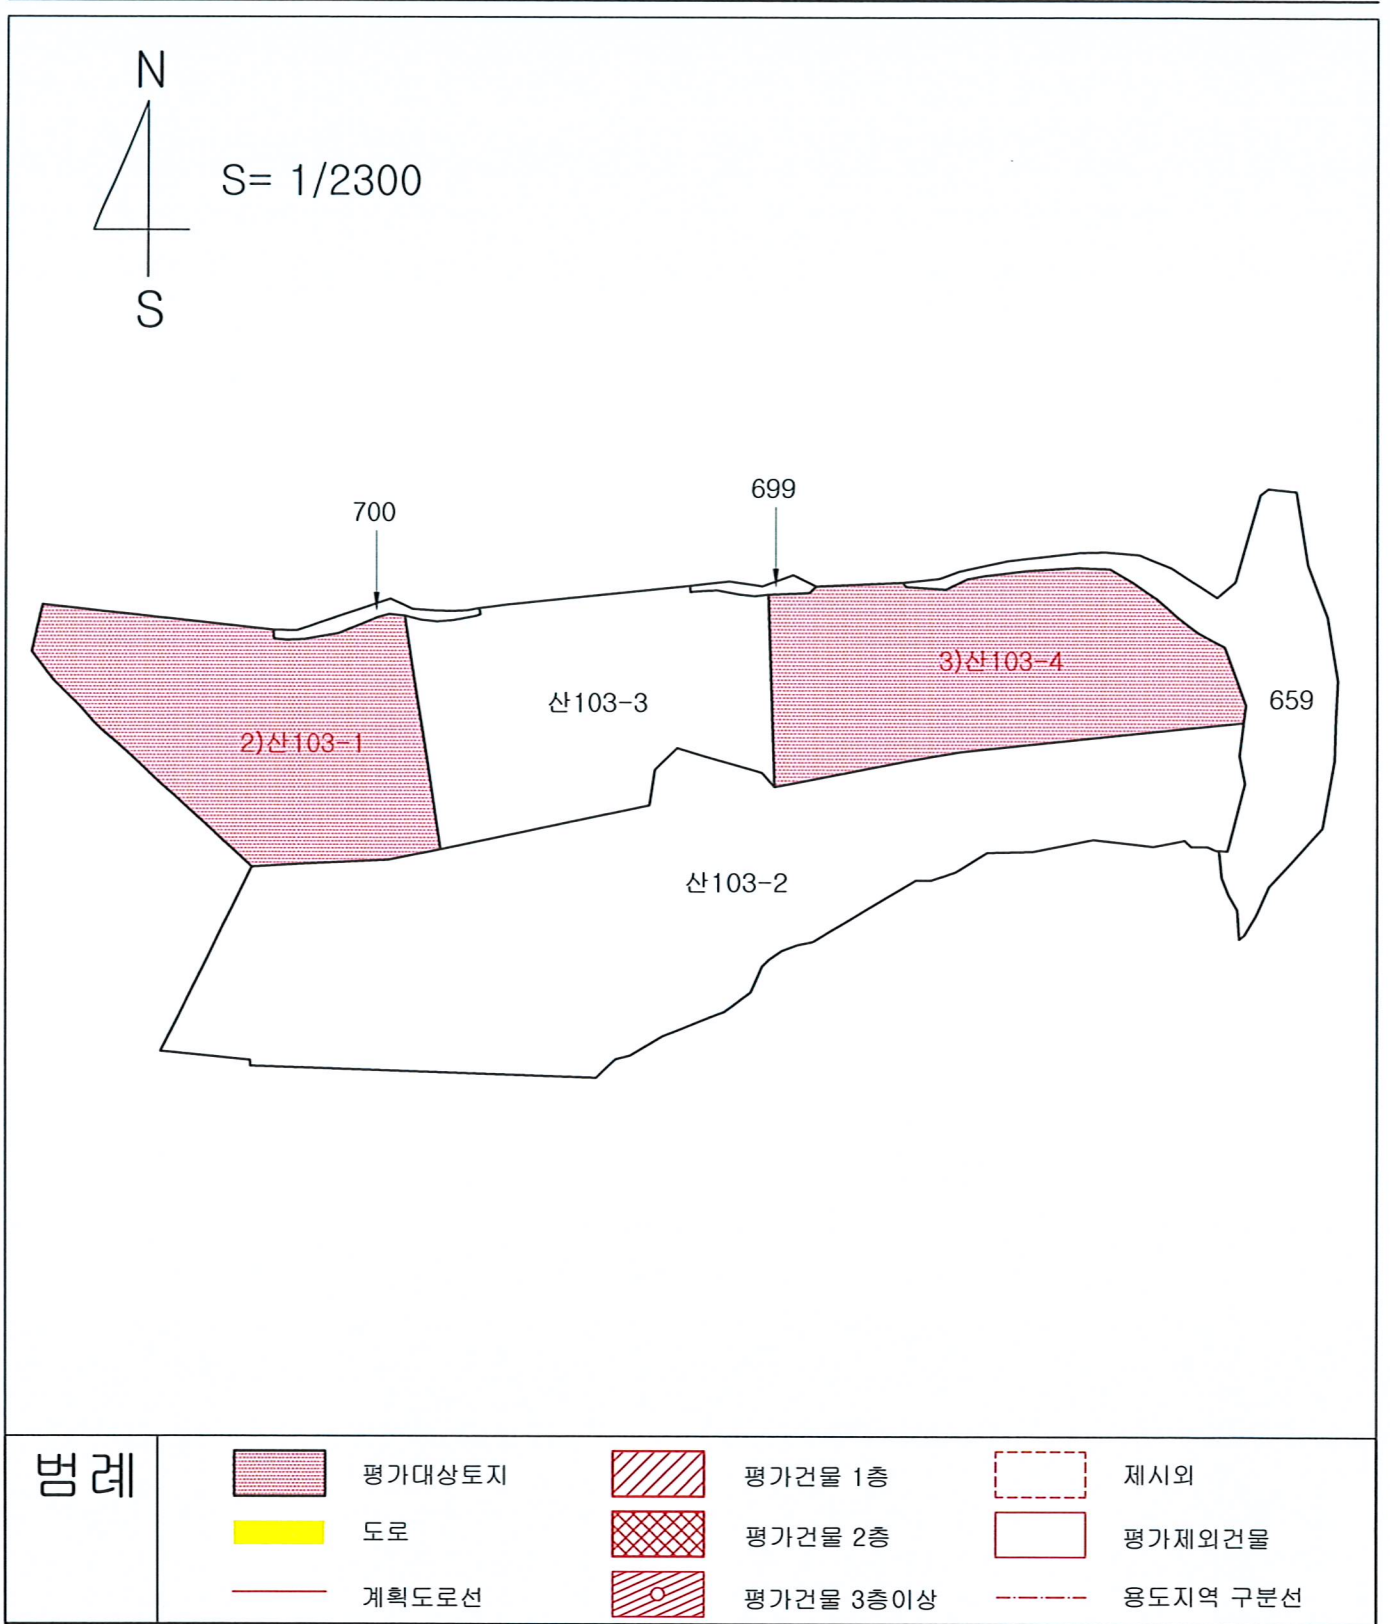 N
S= 1/2300
S
699
700
3)산103-4
산103-3
659
2)산103-1
산103-2
범례
평가대상토지
평가건물 1층
제시외
도로
평가건물 2층
평가제외건물
계획도로선
평가건물 3층이상
용도지역 구분선